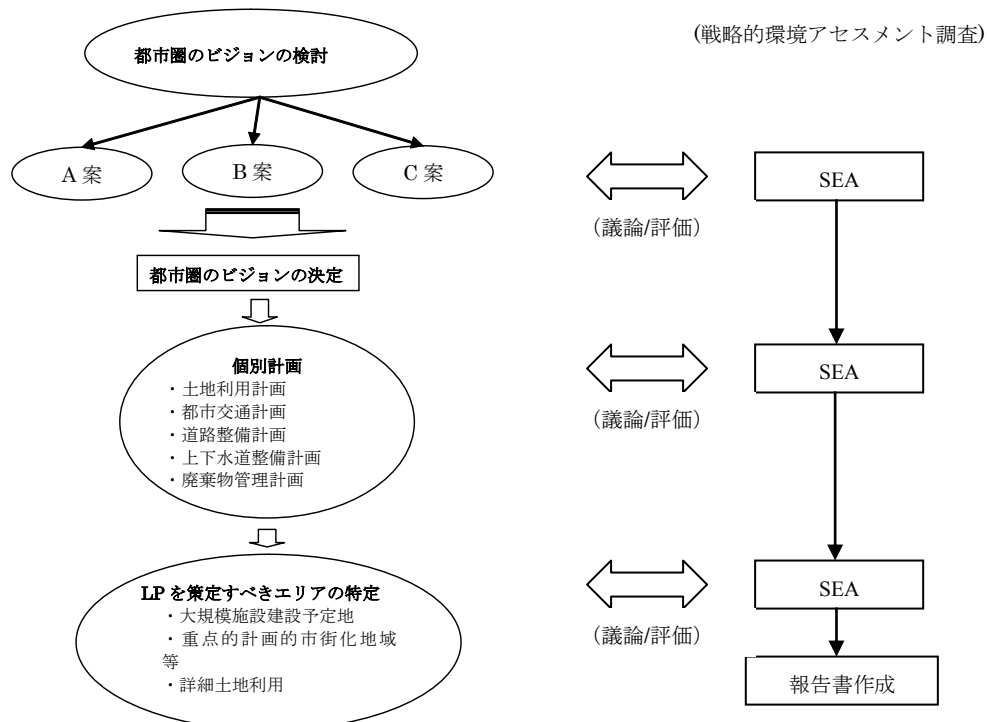 (戦略的環境アセスメント調査)
都市圏のビジョンの検討
A 案
B 案
C 案
SEA
（議論/評価）
都市圏のビジョンの決定
個別計画
・土地利用計画
・都市交通計画
・道路整備計画
・上下水道整備計画
・廃棄物管理計画
SEA
（議論/評価）
LP を策定すべきエリアの特定
・大規模施設建設予定地
・重点的計画的市街化地域
等
・詳細土地利用
SEA
（議論/評価）
報告書作成